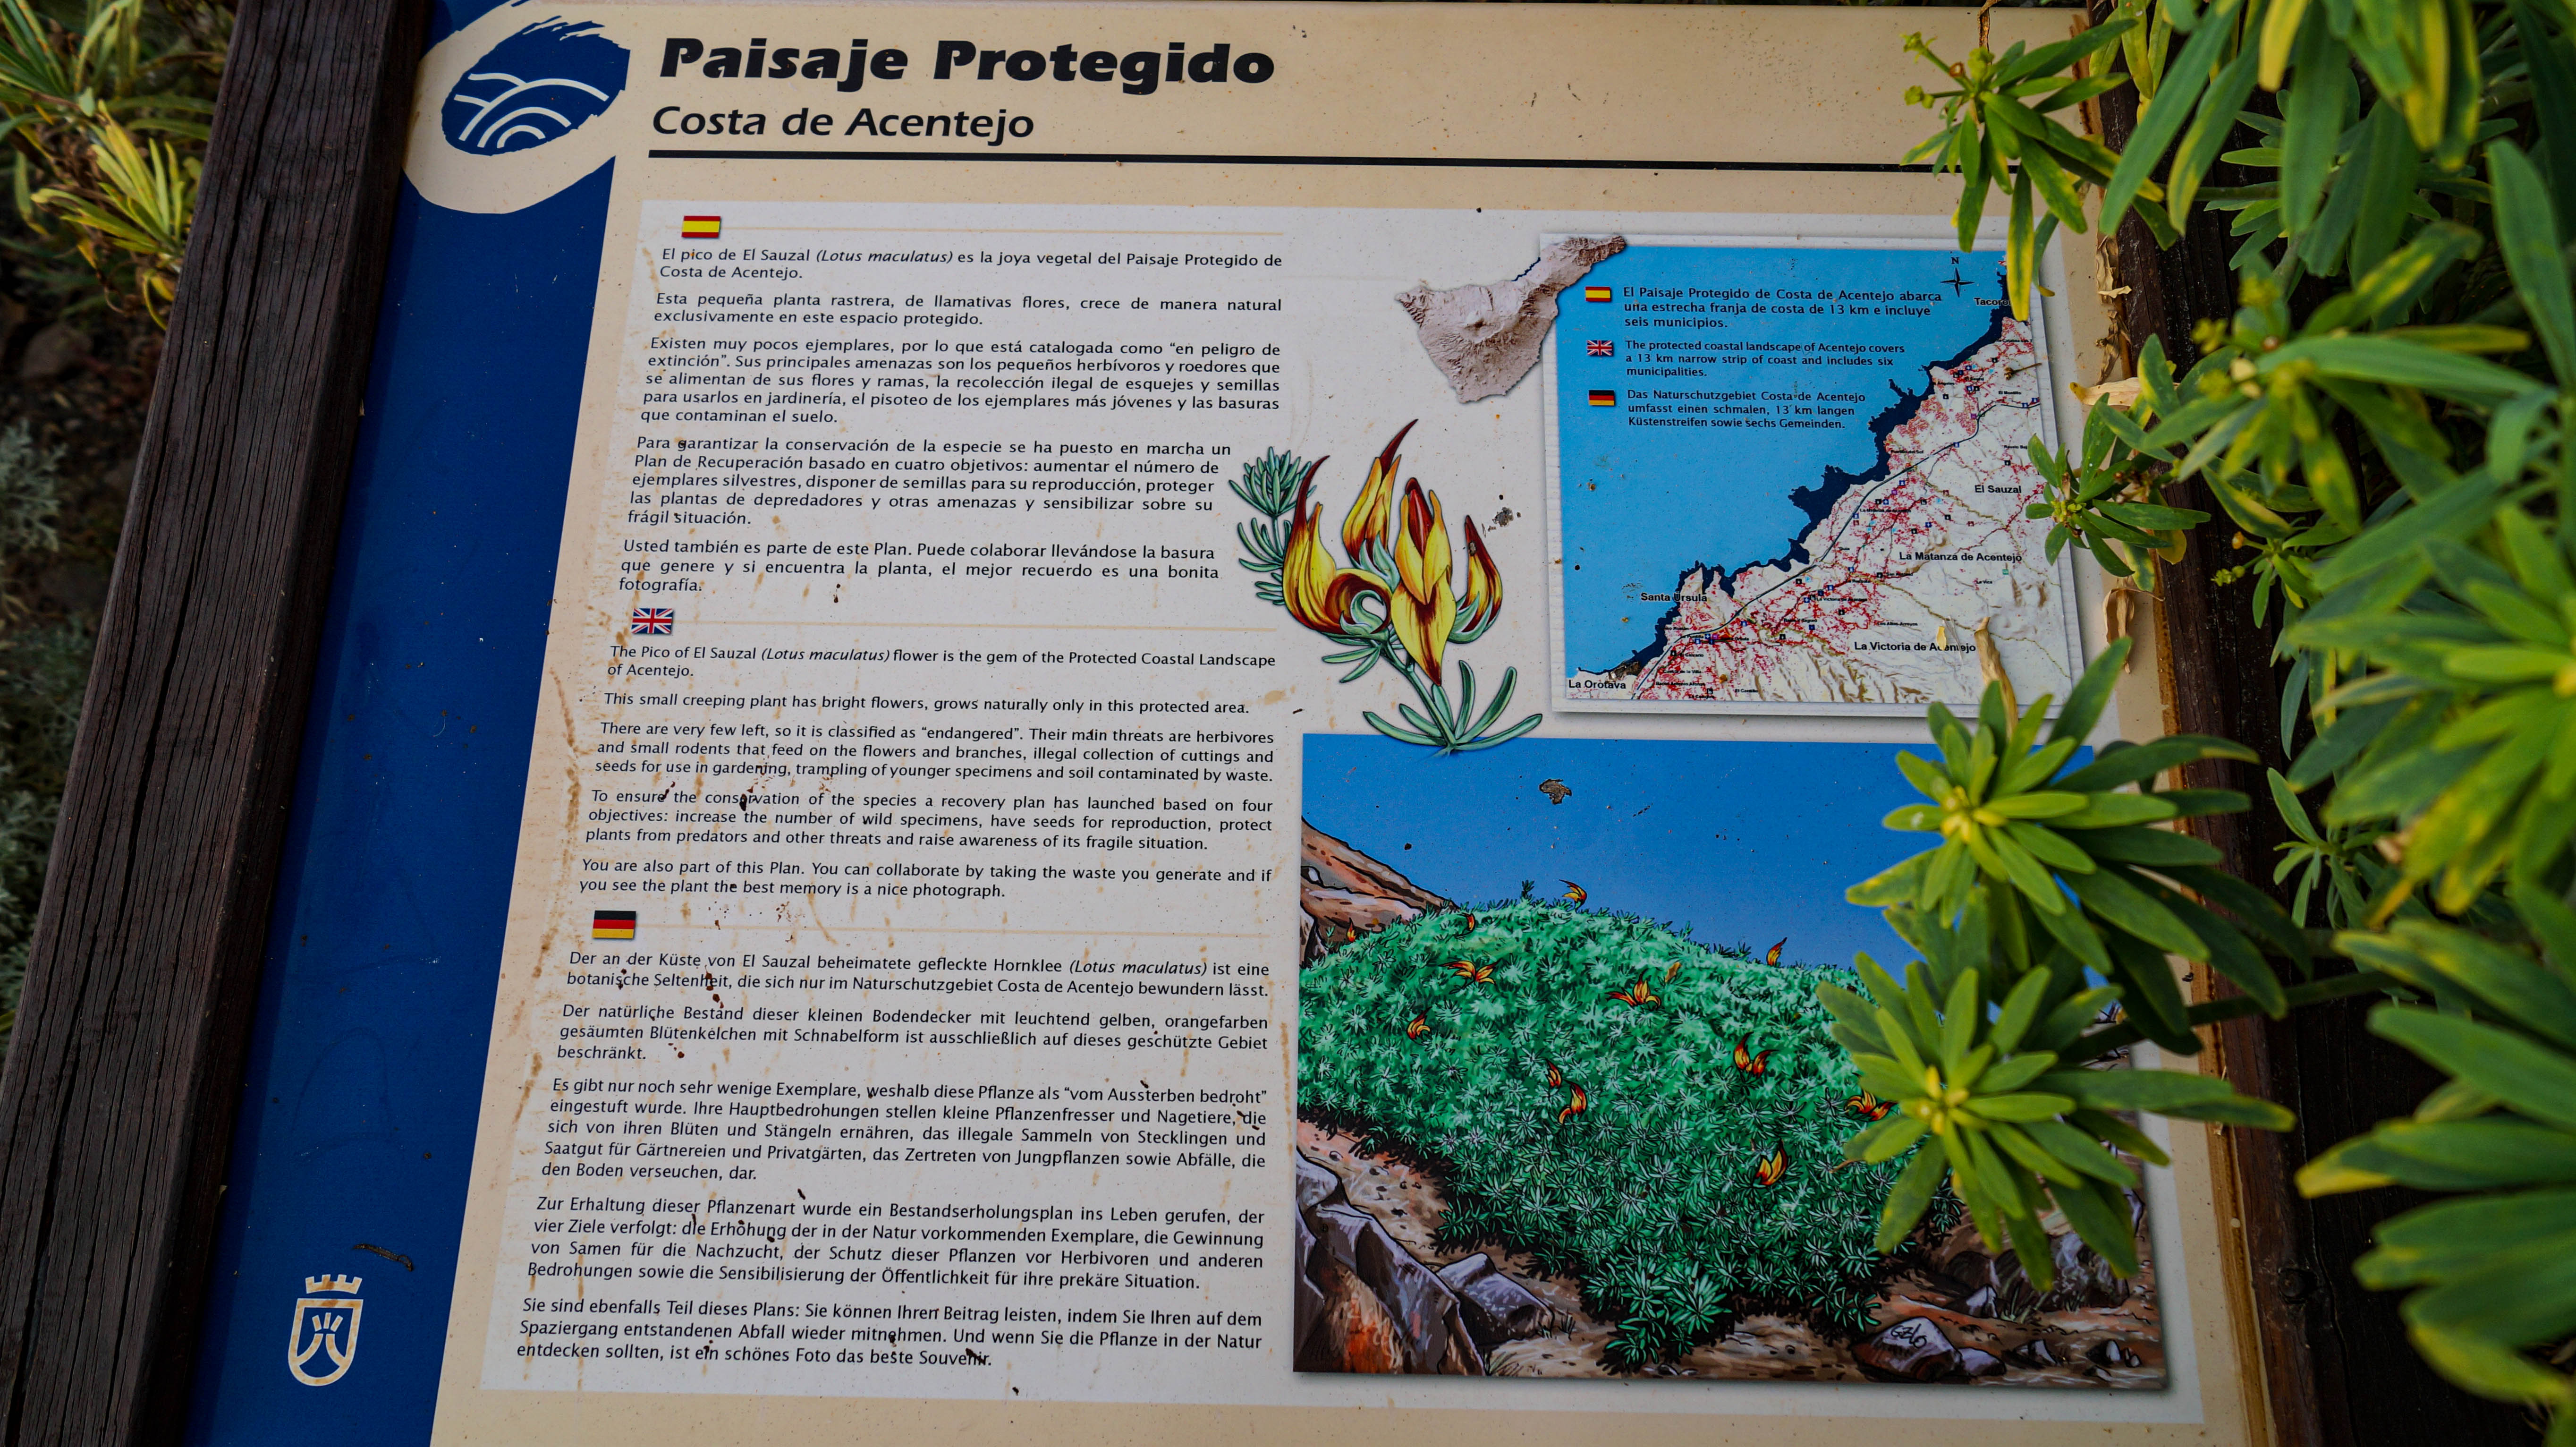 Paisaje Protegido
Costa de Acentejo
El pico de El Sauzal (Lotus maculatus) es la joya vegetal del Paisaje Protegido de
Costa de Acentejo.
Esta pequeña planta rastrera, de llamativas flores, crece de manera natural
exclusivamente en este espacio protegido.
Existen muy pocos ejemplares, por lo que está catalogada como “en peligro de
extinción”. Sus principales amenazas son los pequeños herbívoros y roedores que
se alimentan de sus flores y ramas, la recolección ilegal de esquejes y semillas
para usarlos en jardinería, el pisoteo de los ejemplares más jóvenes y las basuras
que contaminan el suelo.
Para garantizar la conservación de la especie se ha puesto en marcha un
Plan de Recuperación basado en cuatro objetivos: aumentar el número de
ejemplares silvestres, disponer de semillas para su reproducción, proteger
las plantas de depredadores y otras amenazas y sensibilizar sobre su
frágil situación.
Usted también es parte de este Plan. Puede colaborar llevándose la basura
que genere y si encuentra la planta, el mejor recuerdo es una bonita
fotografía.
The Pico of El Sauzal (Lotus maculatus) flower is the gem of the Protected Coastal Landscape
of Acentejo.
This small creeping plant has bright flowers, grows naturally only in this protected area.
There are very few left, so it is classified as “endangered”. Their main threats are herbivores
and small rodents that feed on the flowers and branches, illegal collection of cuttings and
seeds for use in gardening, trampling of younger specimens and soil contaminated by waste.
To ensure the conservation of the species a recovery plan has launched based on four
objectives: increase the number of wild specimens, have seeds for reproduction, protect
plants from predators and other threats and raise awareness of its fragile situation.
You are also part of this Plan. You can collaborate by taking the waste you generate and if
you see the plant the best memory is a nice photograph.
Der an der Küste von El Sauzal beheimatete gefleckte Hornklee (Lotus maculatus) ist eine
botanische Seltenheit, die sich nur im Naturschutzgebiet Costa de Acentejo bewundern lässt.
Der natürliche Bestand dieser kleinen Bodendecker mit leuchtend gelben, orangefarben
gesäumten Blütenkelchen mit Schnabelform ist ausschließlich auf dieses geschützte Gebiet
beschränkt.
Es gibt nur noch sehr wenige Exemplare, weshalb diese Pflanze als “vom Aussterben bedroht”
eingestuft wurde. Ihre Hauptbedrohungen stellen kleine Pflanzenfresser und Nagetiere, die
sich von ihren Blüten und Stängeln ernähren, das illegale Sammeln von Stecklingen und
Saatgut für Gärtnereien und Privatgärten, das Zertreten von Jungpflanzen sowie Abfälle, die
den Boden verseuchen, dar.
Zur Erhaltung dieser Pflanzenart wurde ein Bestandserholungsplan ins Leben gerufen, der
vier Ziele verfolgt: die Erhöhung der in der Natur vorkommenden Exemplare, die Gewinnung
von Samen für die Nachzucht, der Schutz dieser Pflanzen vor Herbivoren und anderen
Bedrohungen sowie die Sensibilisierung der Öffentlichkeit für ihre prekäre Situation.
Sie sind ebenfalls Teil dieses Plans: Sie können Ihren Beitrag leisten, indem Sie Ihren auf dem
Spaziergang entstandenen Abfall wieder mitnehmen. Und wenn Sie die Pflanze in der Natur
entdecken sollten, ist ein schönes Foto das beste Souvenir.
El Paisaje Protegido de Costa de Acentejo abarca
una estrecha franja de costa de 13 km e incluye
seis municipios.
The protected coastal landscape of Acentejo covers
a 13 km narrow strip of coast and includes six
municipalities.
Das Naturschutzgebiet Costa de Acentejo
umfasst einen schmalen, 13 km langen
Küstenstreifen sowie sechs Gemeinden.
N
El Sauzal
La Matanza de Acentejo
Santa Ursula
La Victoria de Acentejo
La Orotava